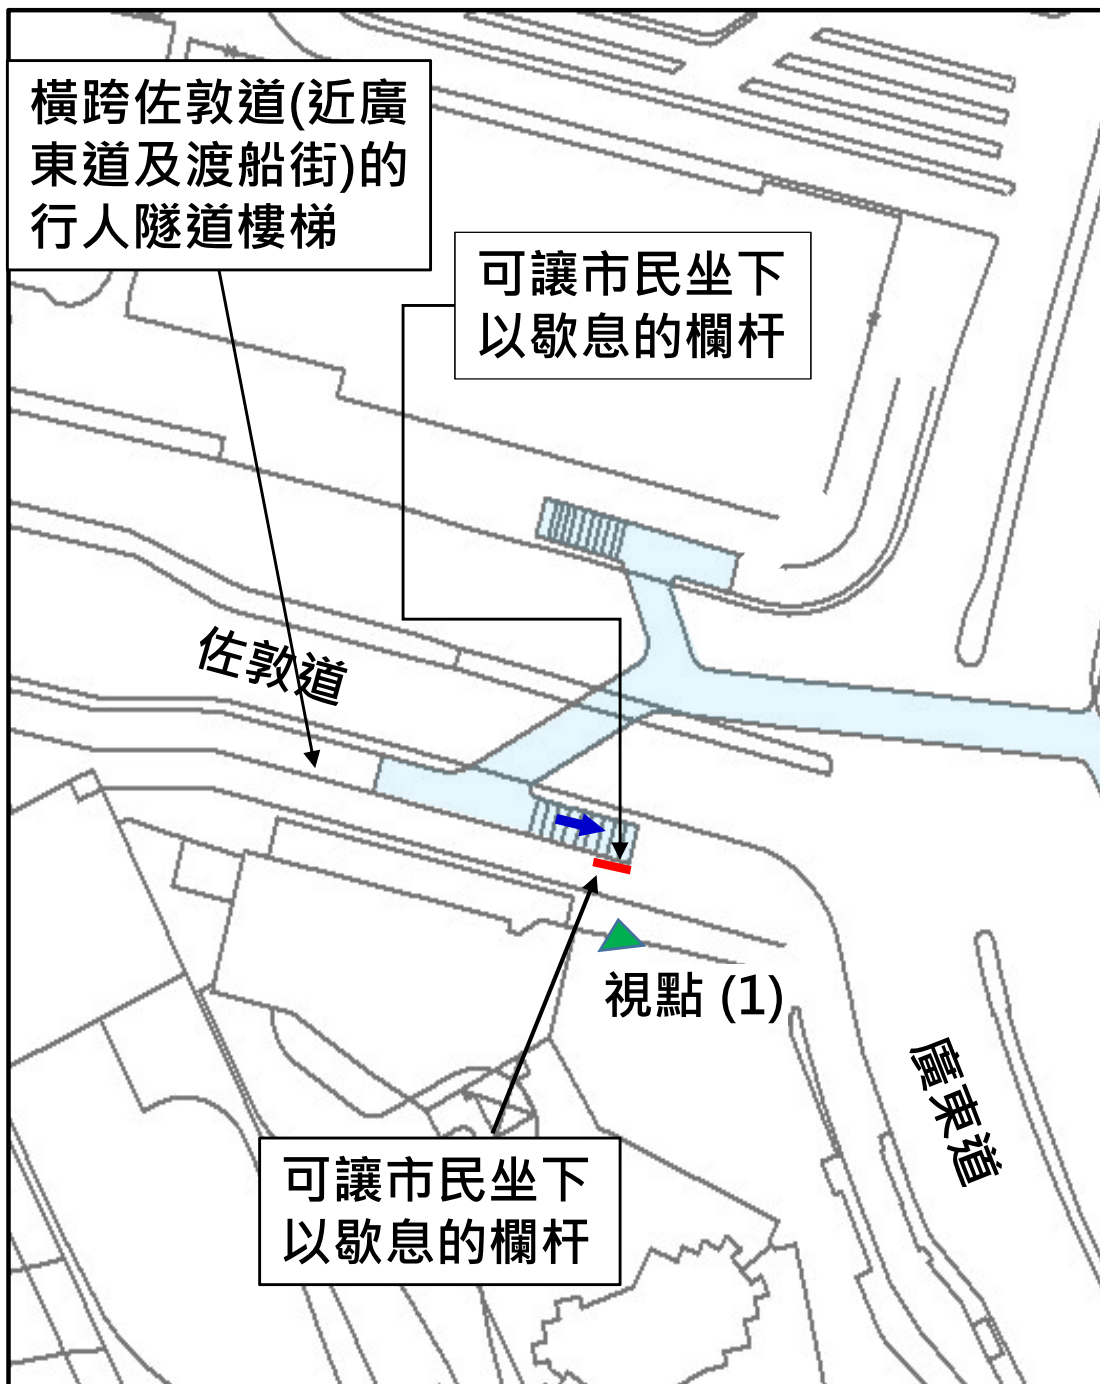 橫跨佐敦道(近廣
東道及渡船街)的
行人隧道樓梯
可讓市民坐下
以歇息的欄杆
佐敦道
視點 (1)
廣東道
可讓市民坐下
以歇息的欄杆